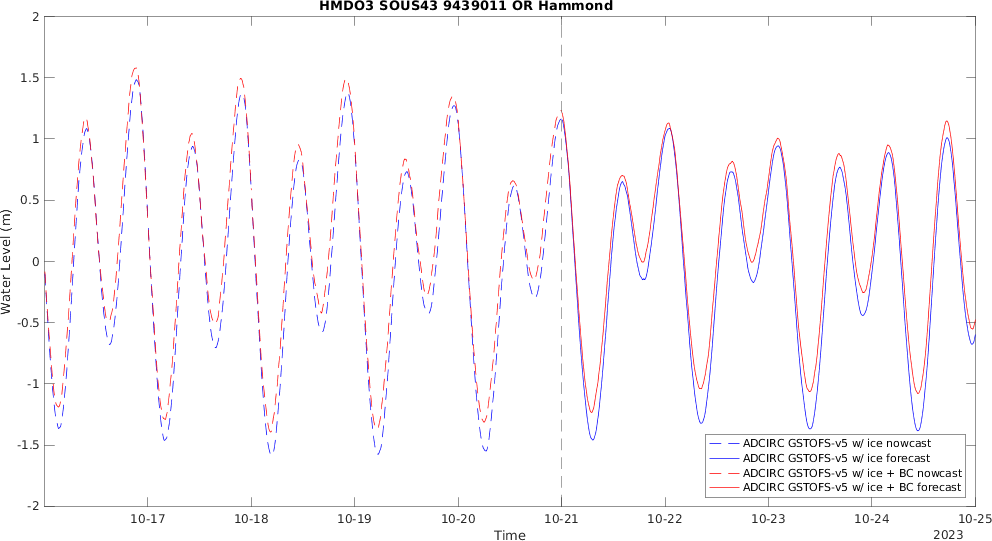 HMDO3 SOUS43 9439011 OR Hammond
2
1.5
1
0.5
0
-0.5
-1
-1.5
-2
Water Level (m)
10-17 10-18 10-19 10-20 10-21 10-22 10-23 10-24 10-25
Time
2023
ADCIRC GSTOFS-v5 w/ ice nowcast
ADCIRC GSTOFS-v5 w/ ice forecast
ADCIRC GSTOFS-v5 w/ ice + BC nowcast
ADCIRC GSTOFS-v5 w/ ice + BC forecast